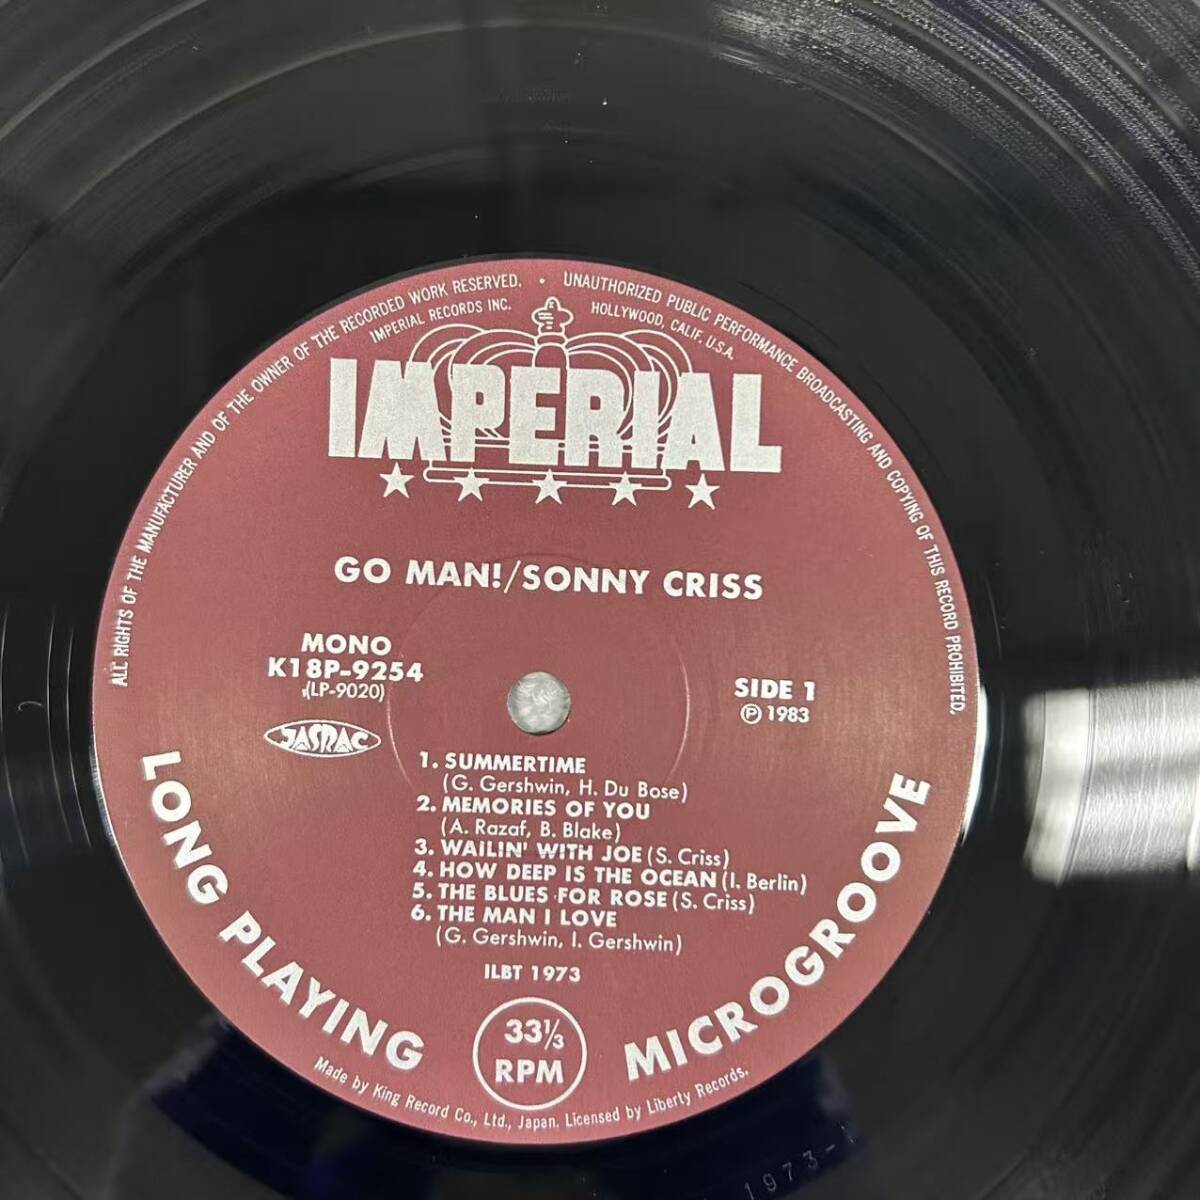 ALL RIGHTS OF THE MANUFACTURER AND OF THE OWNER OF THE RECORDED WORK RESERVED. • UNAUTHORIZED PUBLIC PERFORMANCE BROADCASTING AND COPYING OF THIS RECORD PROHIBITED.
IMPERIAL RECORDS INC. HOLLYWOOD, CALIF. U.S.A.
IMPERIAL
GO MAN!/SONNY CRISS
MONO
K18P-9254
(LP-9020)
JASRAC
SIDE 1
Ⓟ 1983
1. SUMMERTIME
(G. Gershwin, H. Du Bose)
2. MEMORIES OF YOU
(A. Razaf, B. Blake)
3. WAILIN' WITH JOE (S. Criss)
4. HOW DEEP IS THE OCEAN (I. Berlin)
5. THE BLUES FOR ROSE (S. Criss)
6. THE MAN I LOVE
(G. Gershwin, I. Gershwin)
ILBT 1973
33⅓
RPM
LONG PLAYING MICROGROOVE
Made by King Record Co., Ltd., Japan. Licensed by Liberty Records.
1973-1